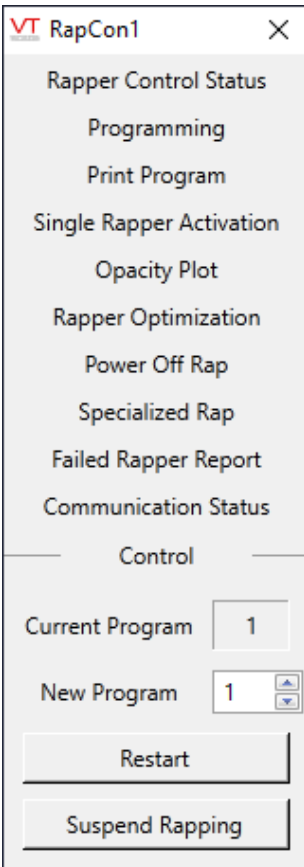 VT RapCon1
Rapper Control Status
Programming
Print Program
Single Rapper Activation
Opacity Plot
Rapper Optimization
Power Off Rap
Specialized Rap
Failed Rapper Report
Communication Status
Control
Current Program 1
New Program 1
Restart
Suspend Rapping